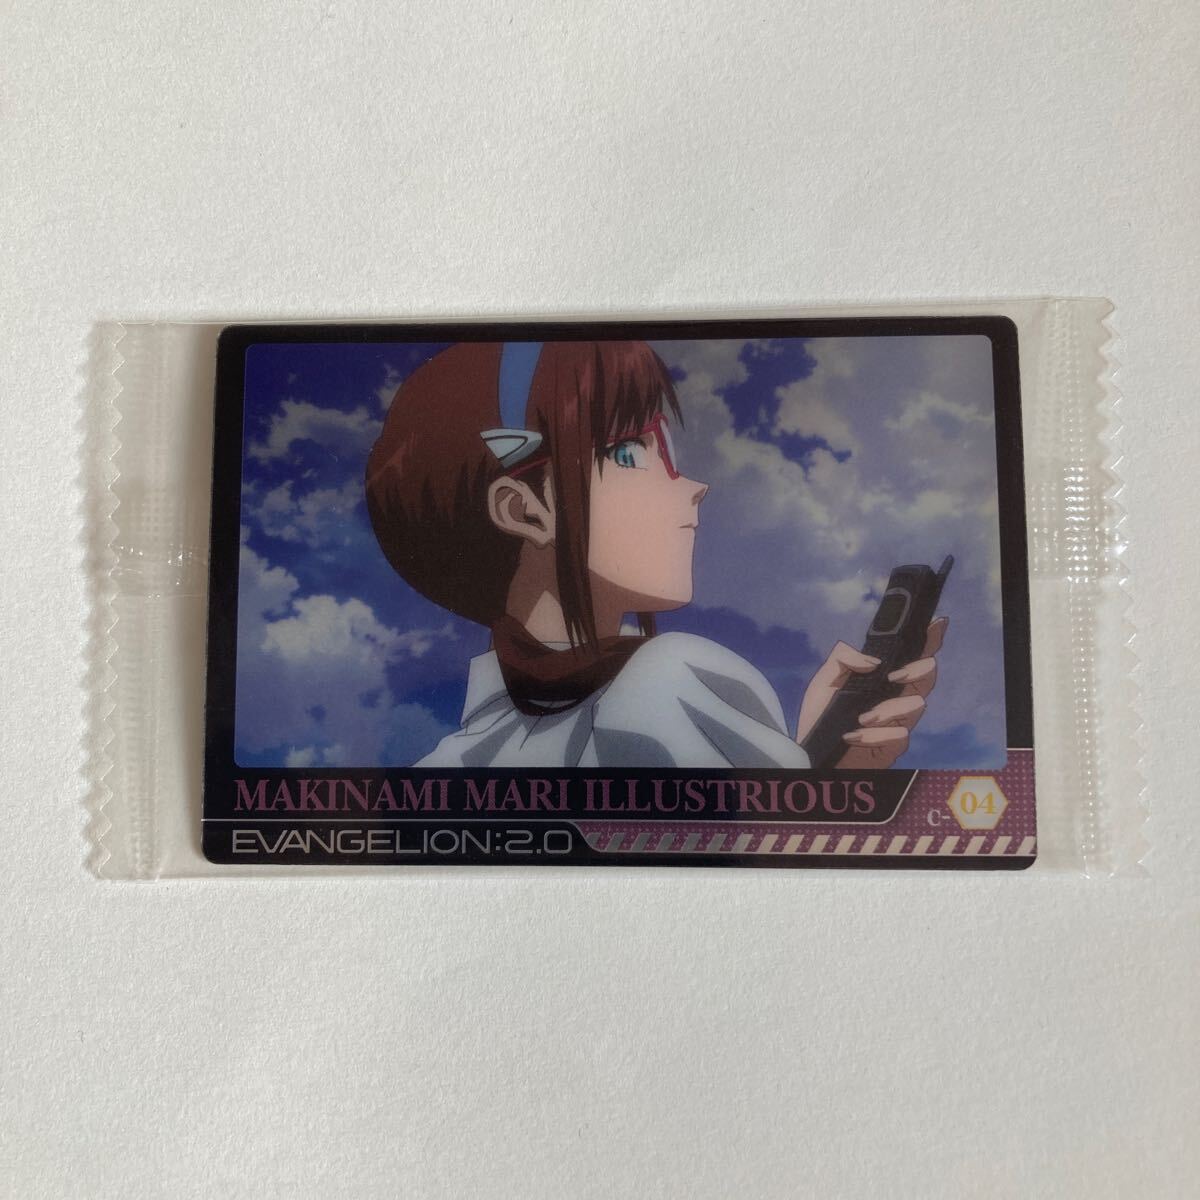 MAKINAMI MARI ILLUSTRIOUS
C-04
EVANGELION:2.0